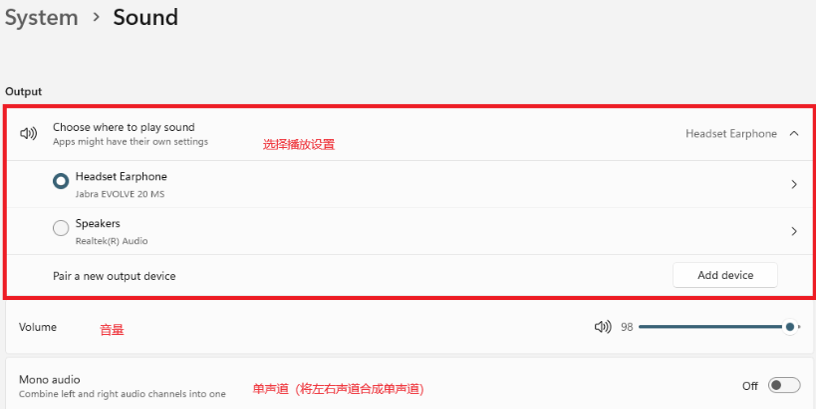 System > Sound
Output
Choose where to play sound
Apps might have their own settings
选择播放设置
Headset Earphone
Headset Earphone
Jabra EVOLVE 20 MS
Speakers
Realtek(R) Audio
Pair a new output device
Add device
Volume
音量
98
Mono audio
Combine left and right audio channels into one
单声道（将左右声道合成单声道）
Off